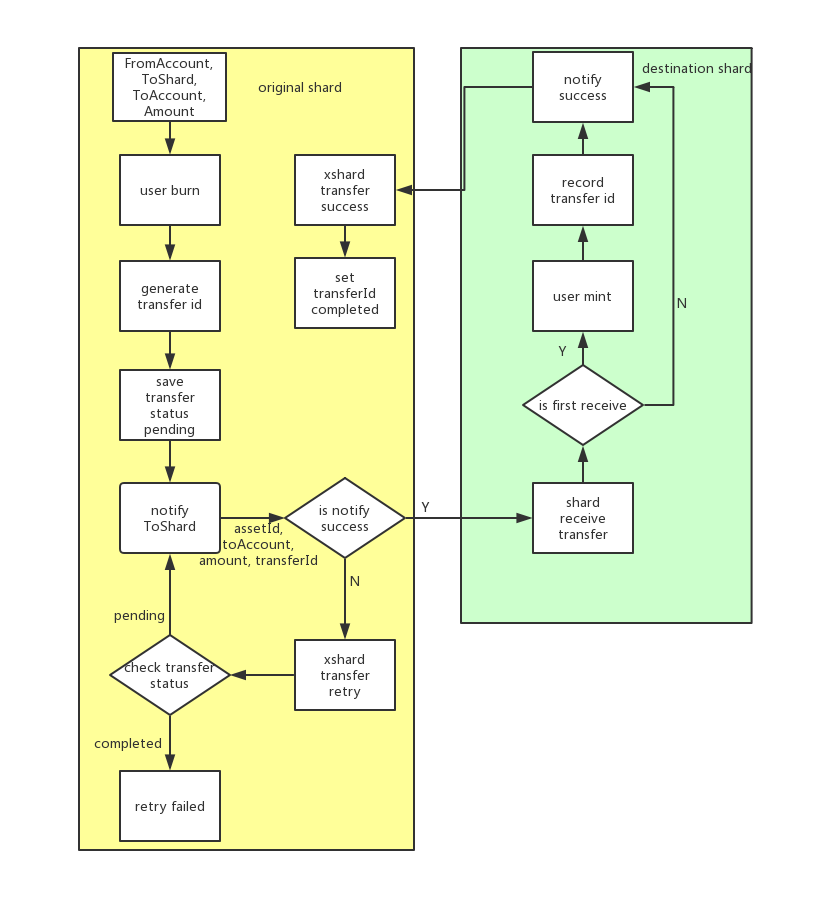 FromAccount,
ToShard,
ToAccount,
Amount
original shard
user burn
generate
transfer id
save
transfer
status
pending
notify
ToShard
assetId,
toAccount,
amount, transferId
is notify
success
Y
N
xshard
transfer
retry
check transfer
status
pending
completed
retry failed
xshard
transfer
success
set
transferId
completed
destination shard
notify
success
record
transfer id
user mint
Y
N
is first receive
shard
receive
transfer